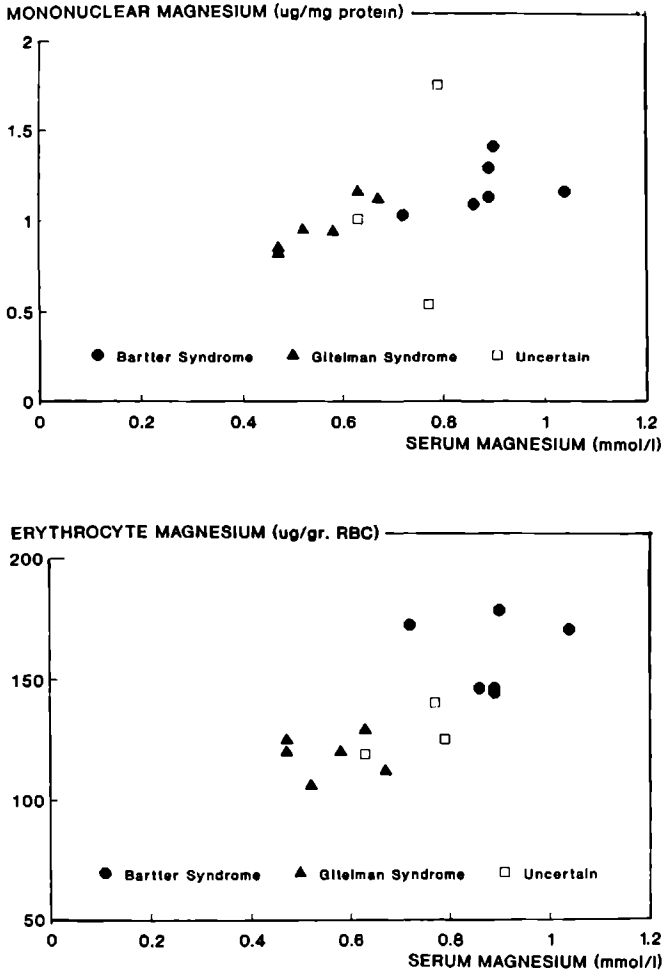 MONONUCLEAR MAGNESIUM (ug/mg protein)
2
1.5
1
0.5
Bartter Syndrome Gitelman Syndrome Uncertain
0
0 0.2 0.4 0.6 0.8 1 1.2
SERUM MAGNESIUM (mmol/l)
ERYTHROCYTE MAGNESIUM (ug/gr. RBC)
200
150
100
Bartter Syndrome Gitelman Syndrome Uncertain
50
0 0.2 0.4 0.6 0.8 1 1.2
SERUM MAGNESIUM (mmol/l)